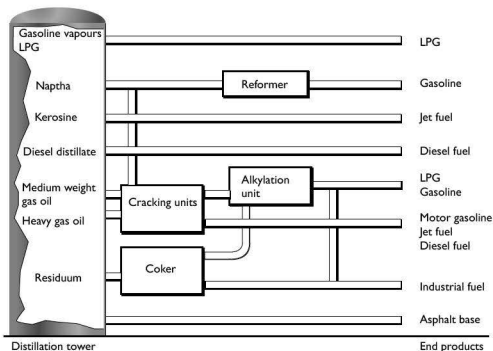 Gasoline vapours
LPG
LPG
Naptha
Reformer
Gasoline
Kerosine
Jet fuel
Diesel distillate
Diesel fuel
Medium weight
gas oil
Heavy gas oil
Cracking units
Alkylation
unit
LPG
Gasoline
Motor gasoline
Jet fuel
Diesel fuel
Residuum
Coker
Industrial fuel
Asphalt base
Distillation tower
End products